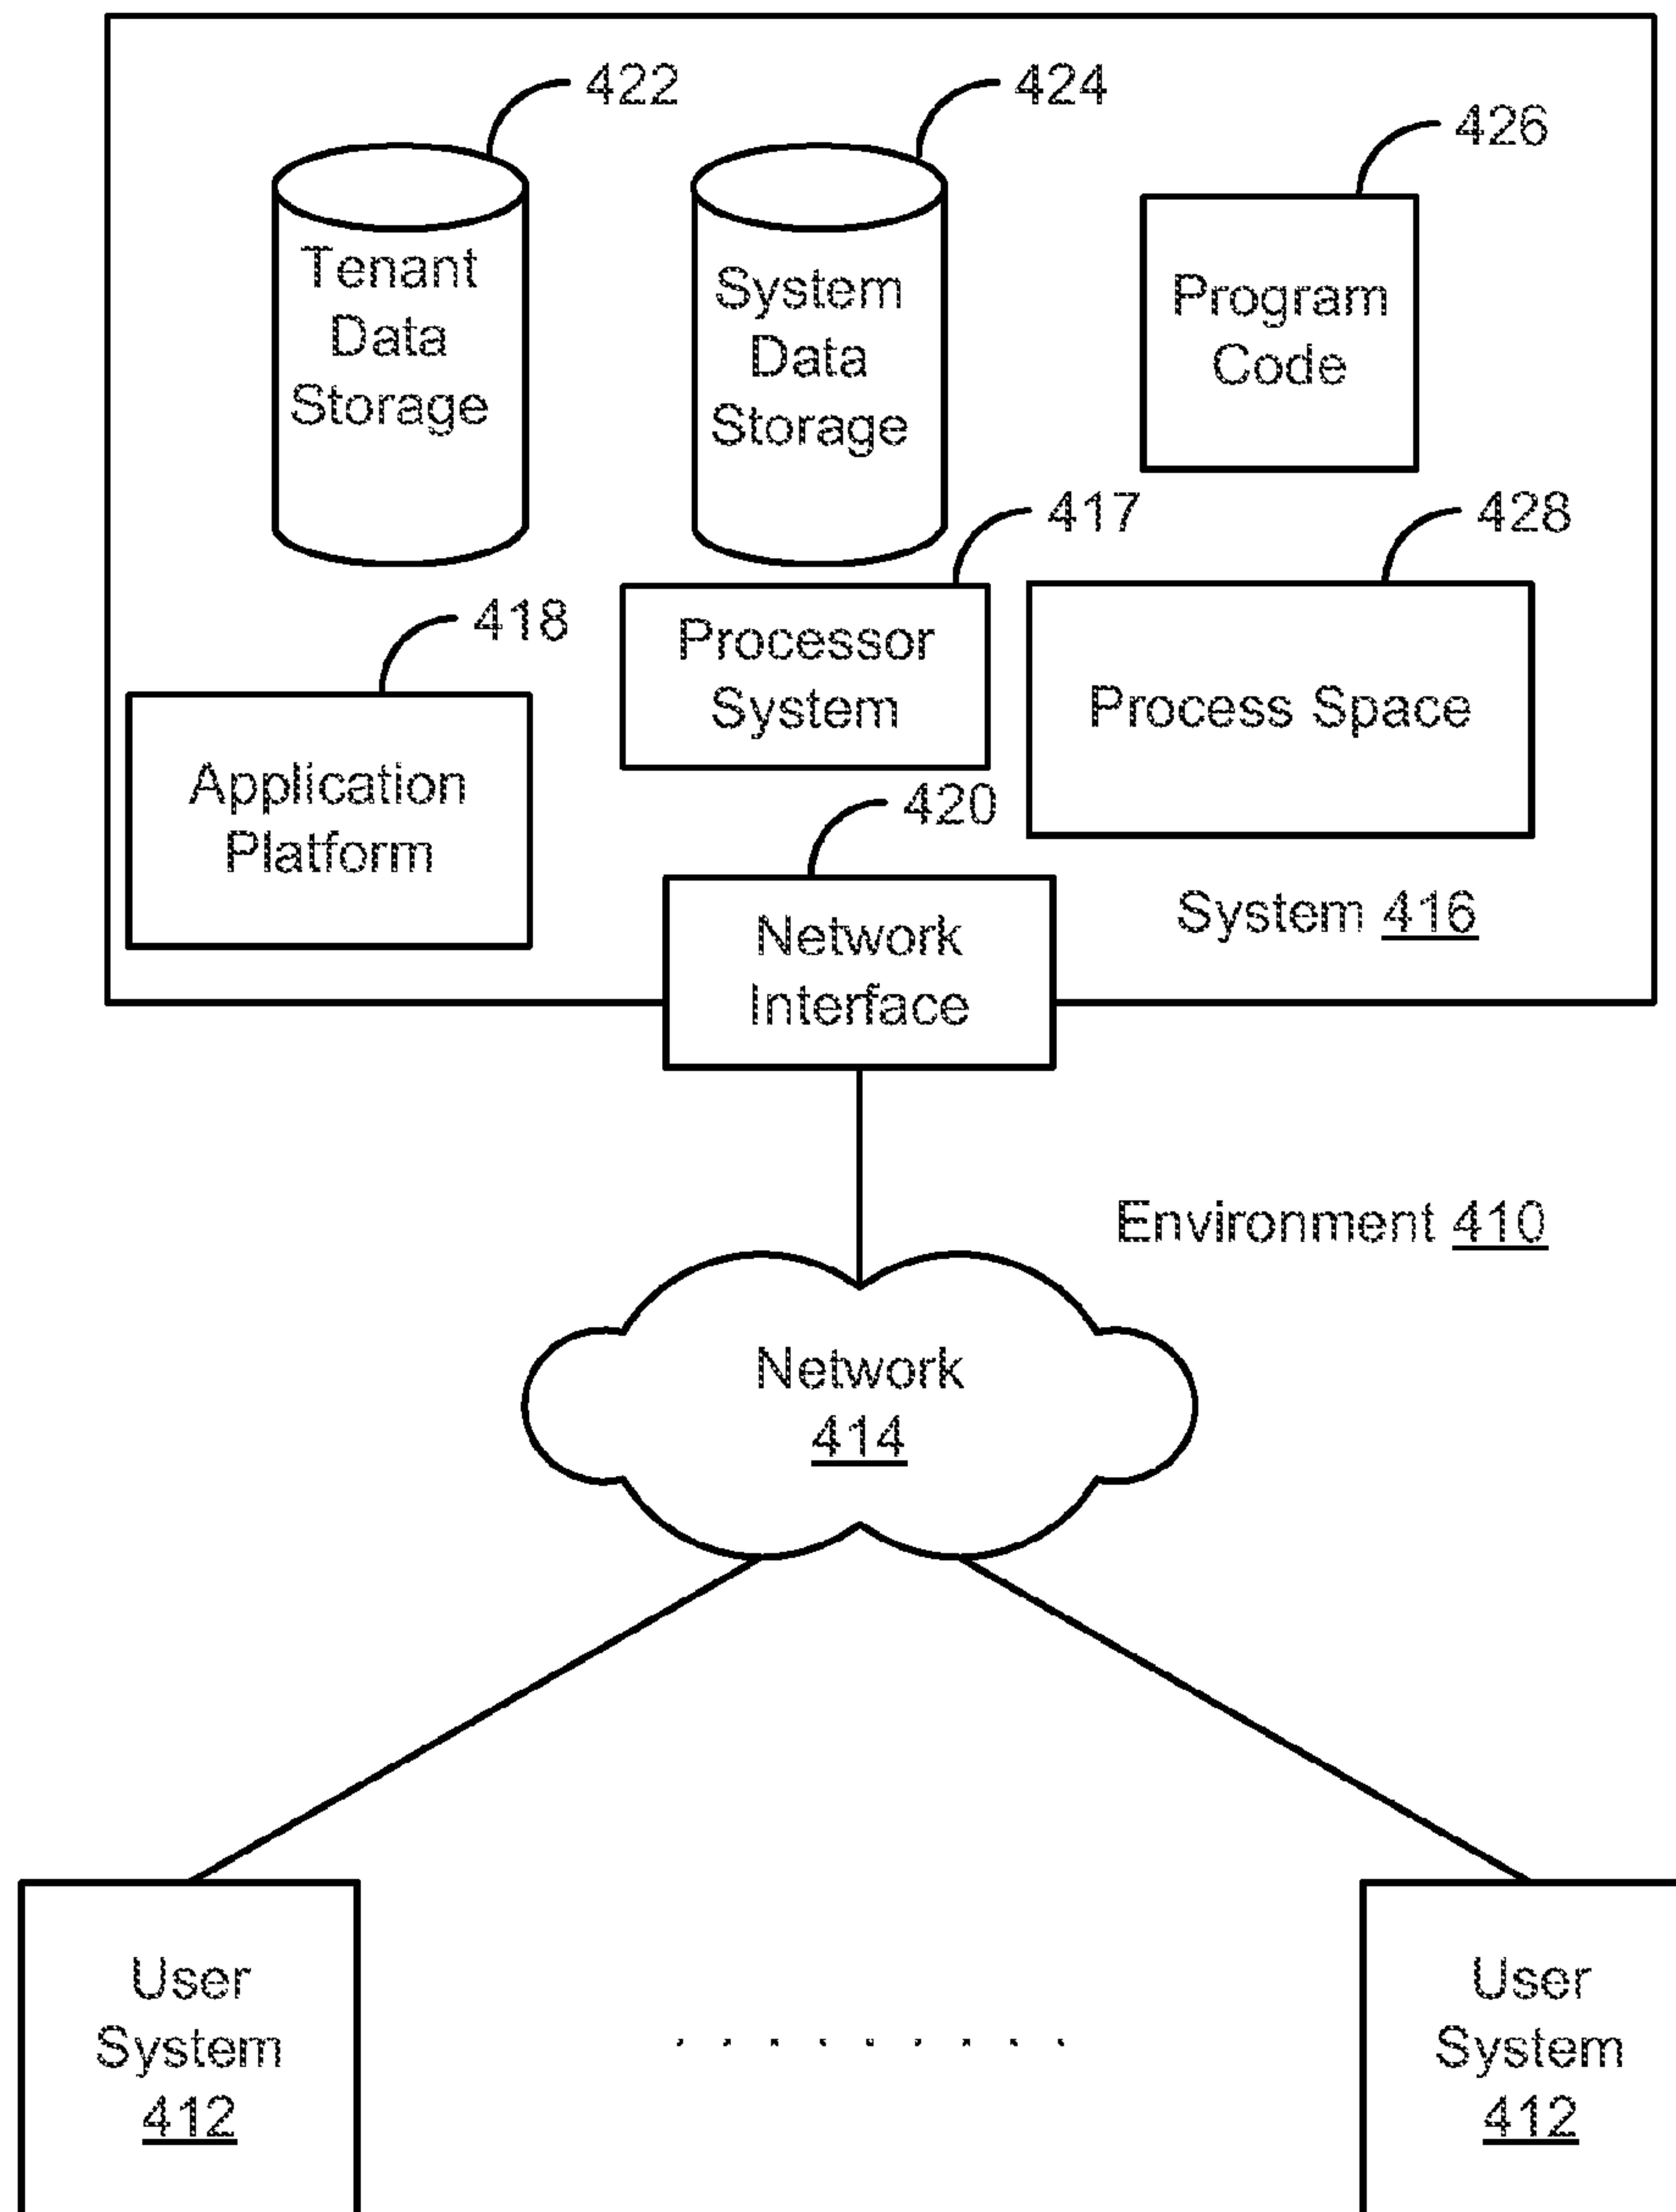 422
424
426
Tenant
Data
Storage
System
Data
Storage
Program
Code
417
428
418
Processor
System
Process Space
Application
Platform
420
Network
Interface
System 416
Environment 410
Network
414
User
System
412
User
System
412